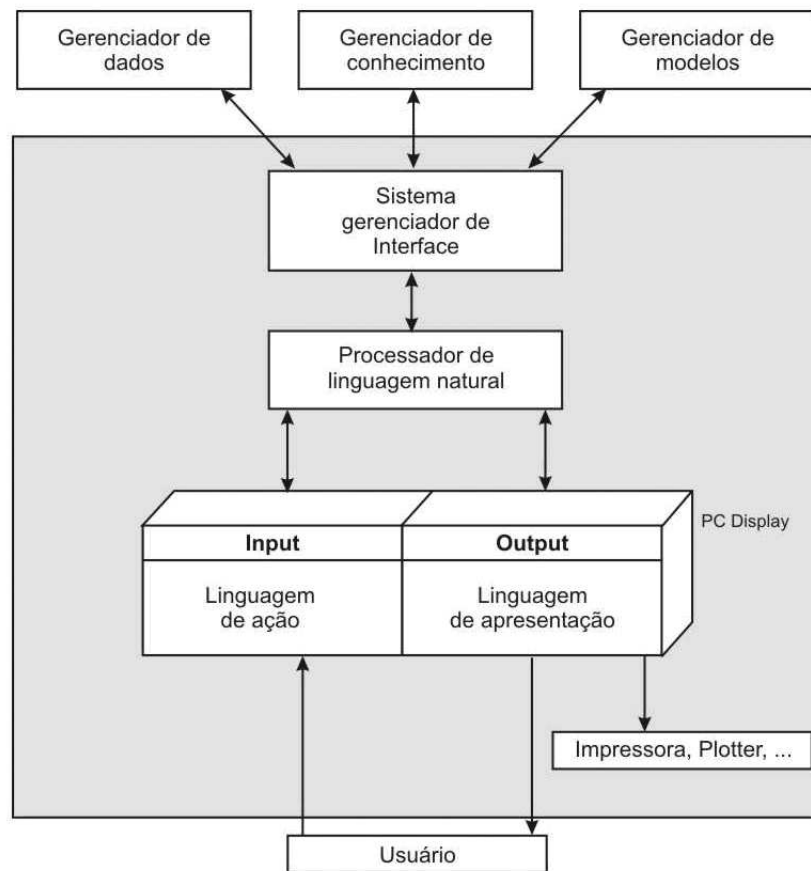 Gerenciador de
dados
Gerenciador de
conhecimento
Gerenciador de
modelos
Sistema
gerenciador de
Interface
Processador de
linguagem natural
PC Display
Input
Output
Linguagem
de ação
Linguagem
de apresentação
Impressora, Plotter, ...
Usuário